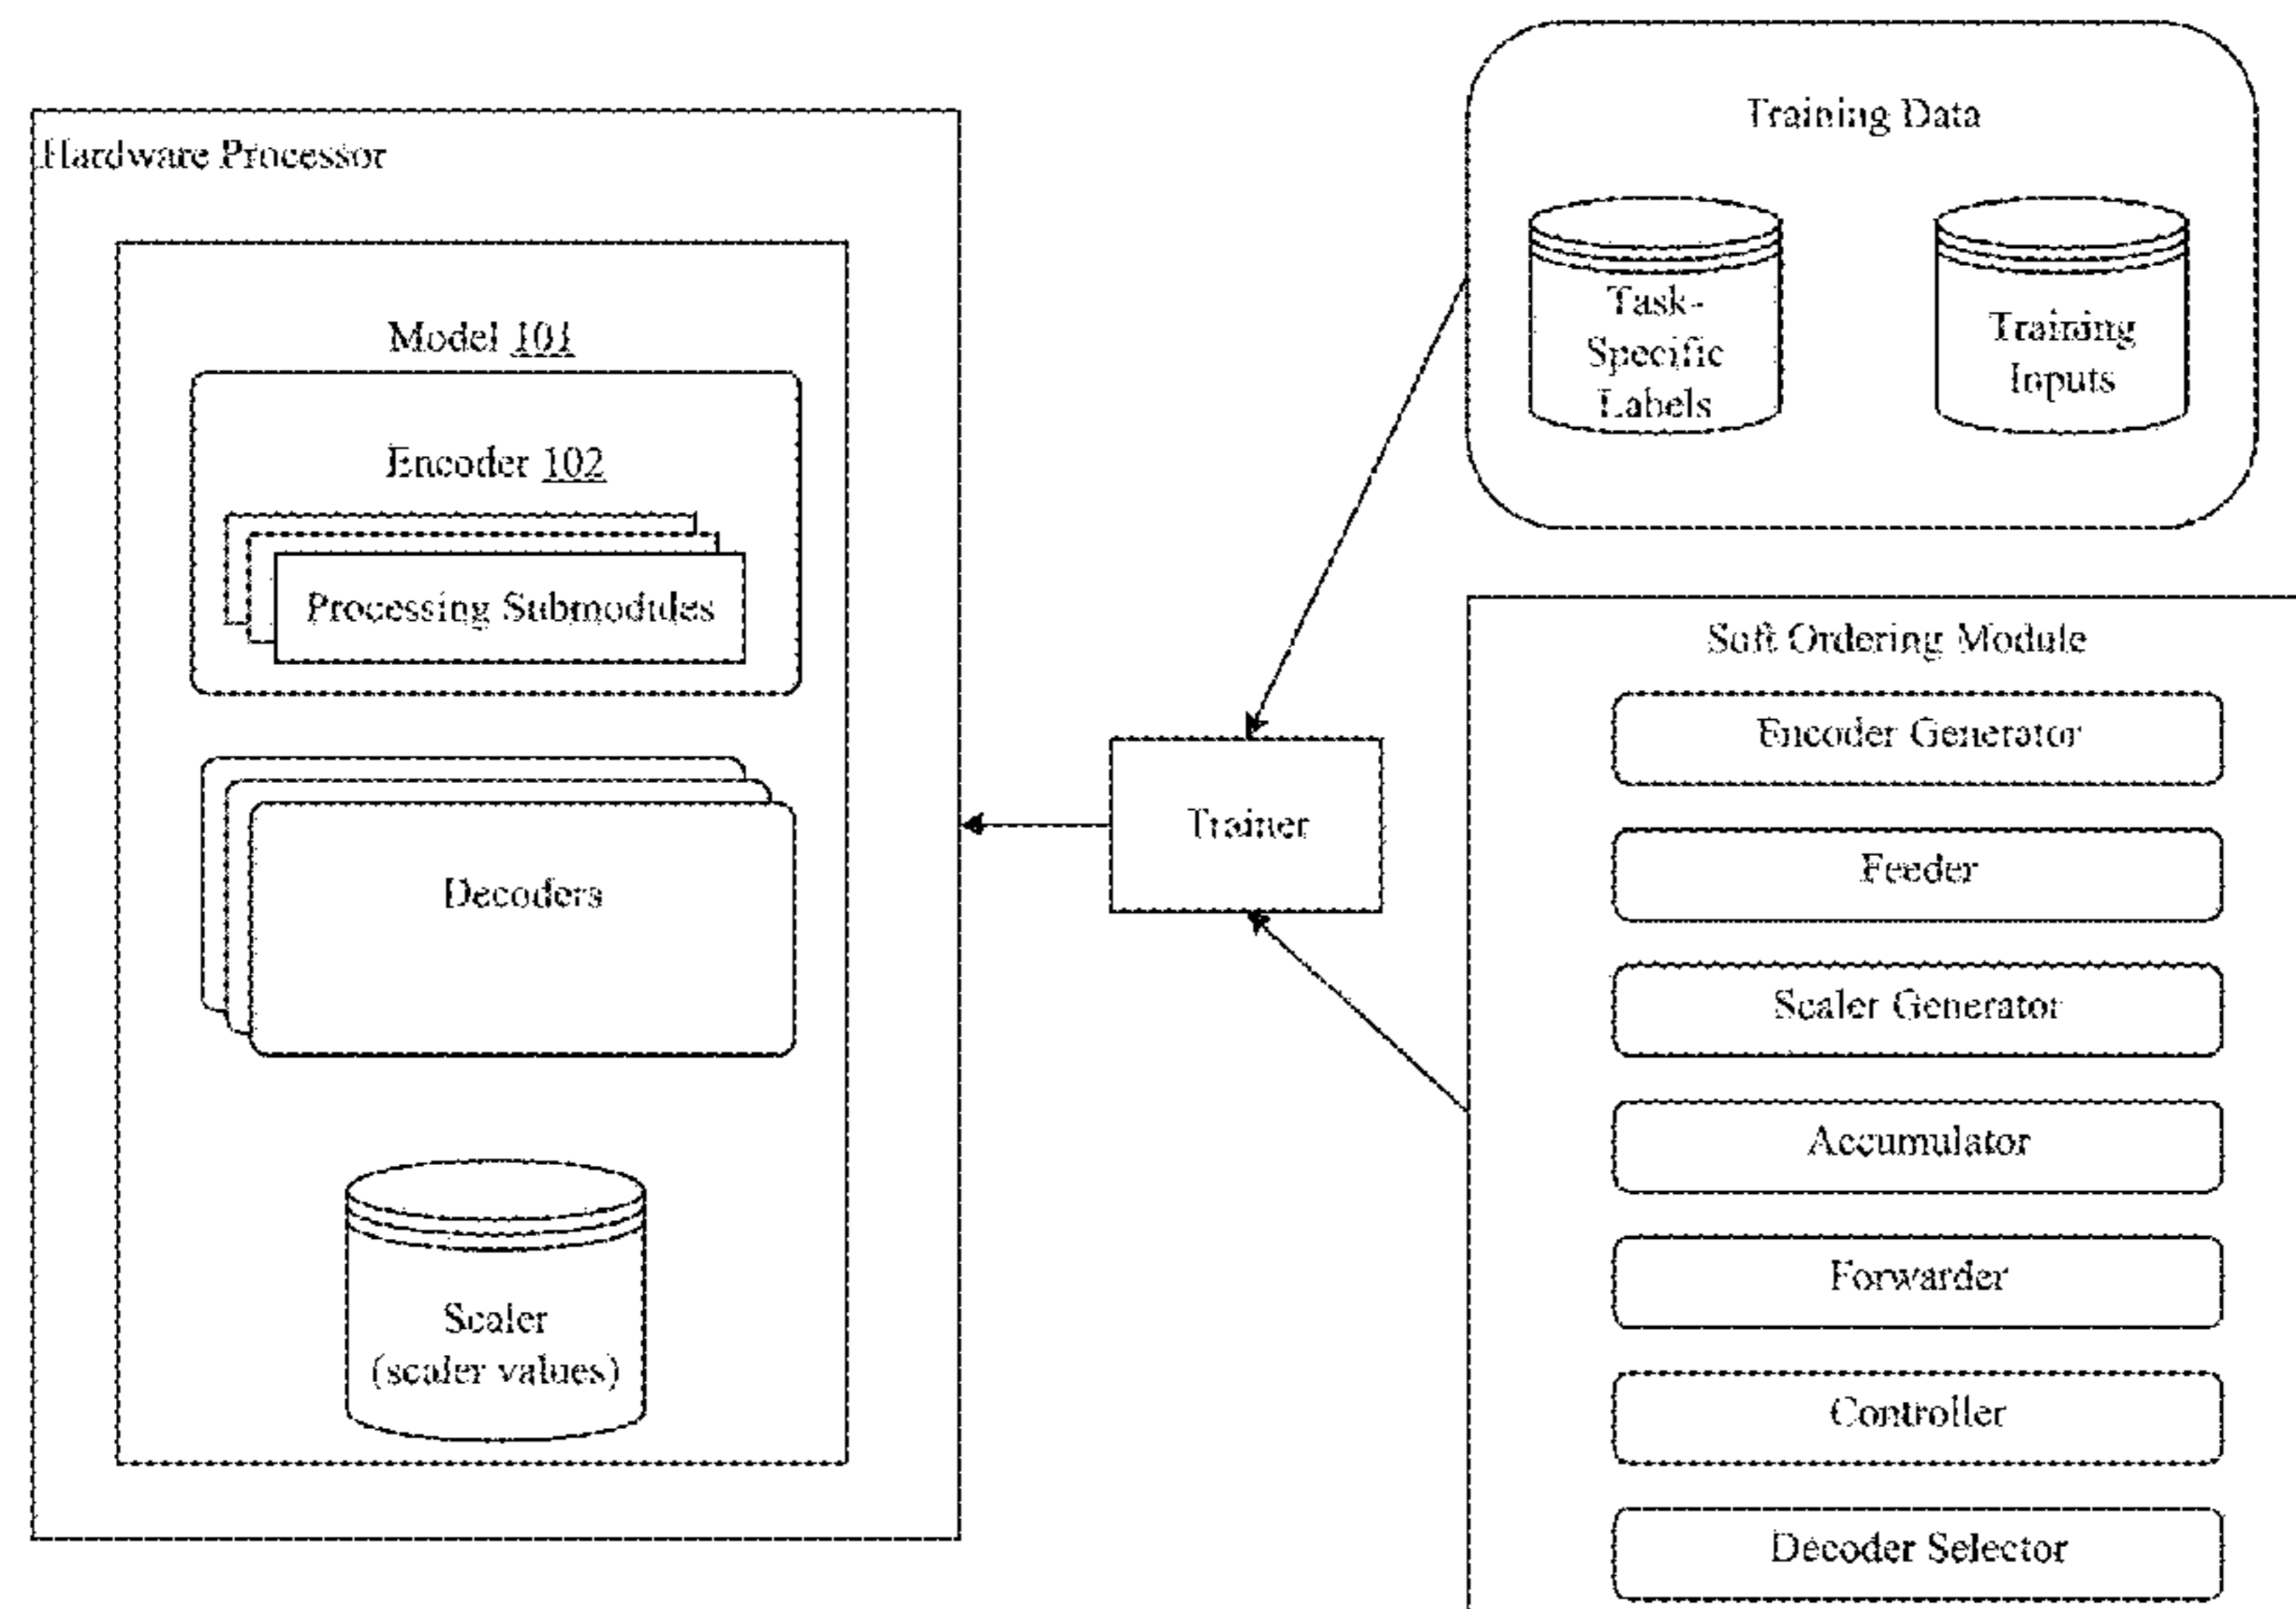 Hardware Processor
Model 101
Encoder 102
Processing Submodules
Decoders
Scaler
(scaler values)
Trainer
Training Data
Task-
Specific
Labels
Training
Inputs
Soft Ordering Module
Encoder Generator
Feeder
Scaler Generator
Accumulator
Forwarder
Controller
Decoder Selector